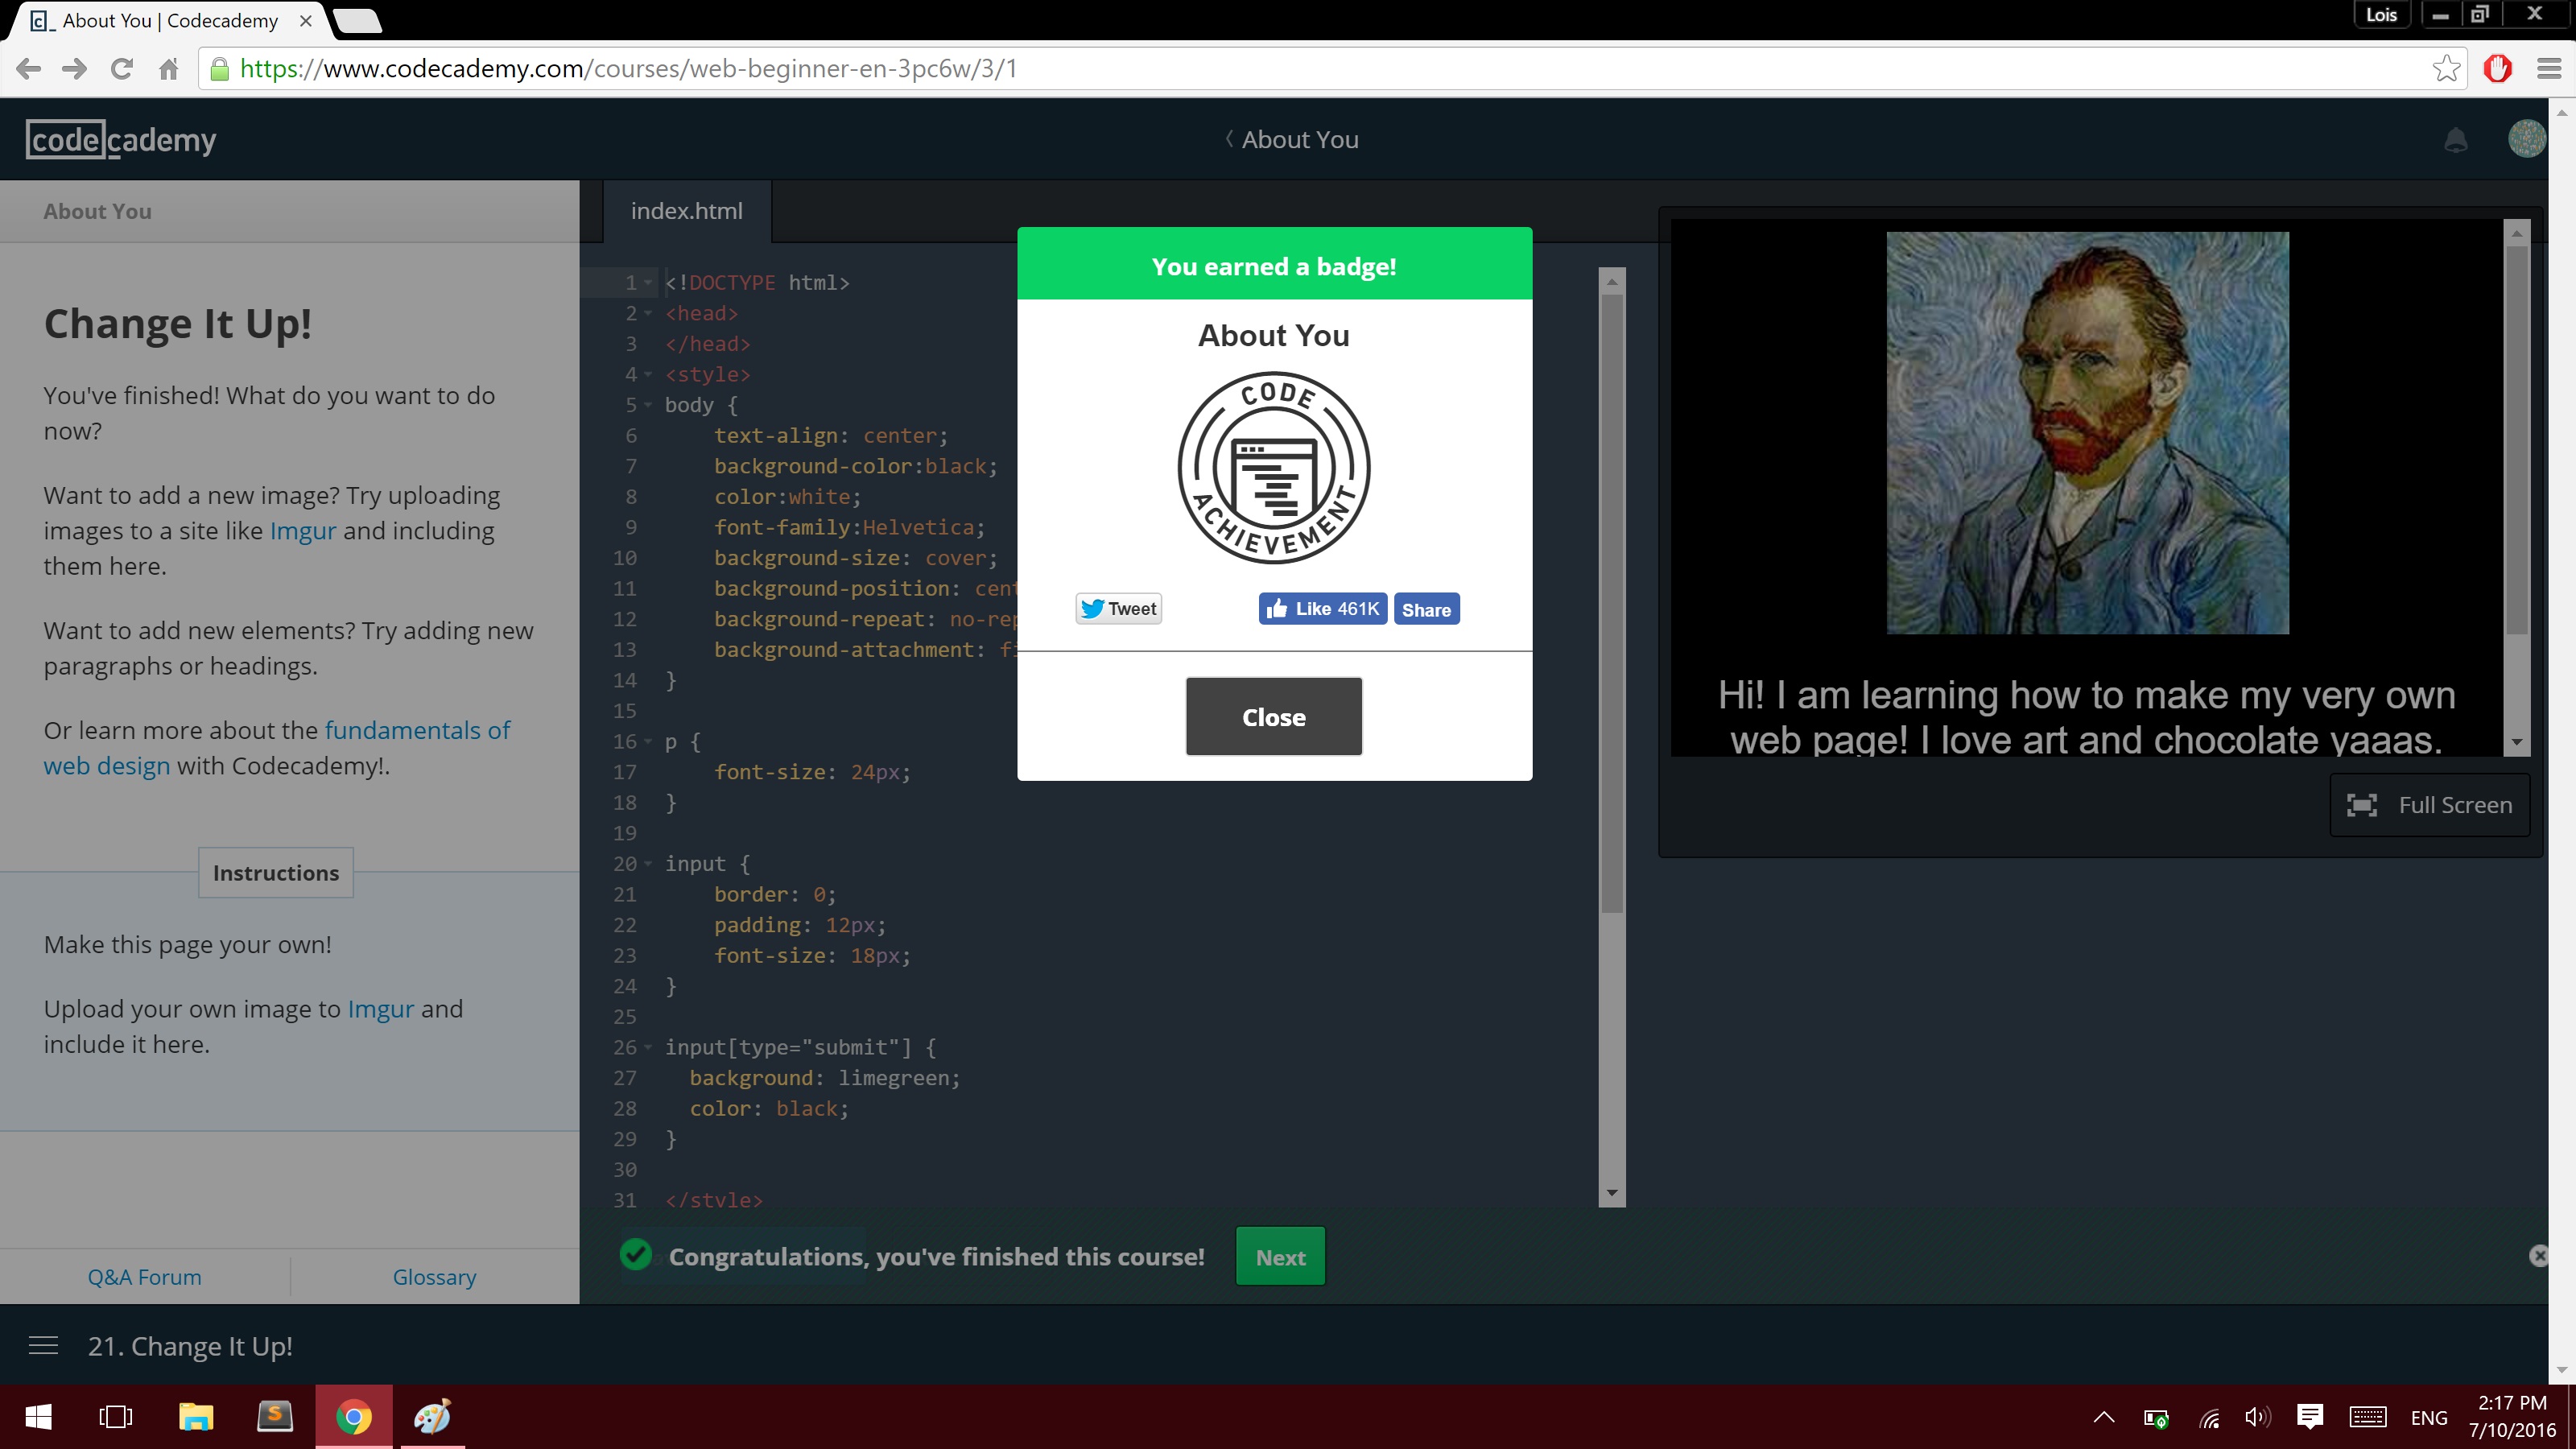 About You | Codecademy
Lois
https://www.codecademy.com/courses/web-beginner-en-3pc6w/3/1
codecademy
About You
About You
Change It Up!
You've finished! What do you want to do
now?
Want to add a new image? Try uploading
images to a site like Imgur and including
them here.
Want to add new elements? Try adding new
paragraphs or headings.
Or learn more about the fundamentals of
web design with Codecademy!.
Instructions
Make this page your own!
Upload your own image to Imgur and
include it here.
Q&A Forum
Glossary
index.html
1 <!DOCTYPE html>
2 <head>
3 </head>
4 <style>
5 body {
6 text-align: center;
7 background-color:black;
8 color:white;
9 font-family:Helvetica;
10 background-size: cover;
11 background-position: cent
12 background-repeat: no-rep
13 background-attachment: fi
14 }
15
16 p {
17 font-size: 24px;
18 }
19
20 input {
21 border: 0;
22 padding: 12px;
23 font-size: 18px;
24 }
25
26 input[type="submit"] {
27 background: limegreen;
28 color: black;
29 }
30
31 </style>
You earned a badge!
About You
CODE
ACHIEVEMENT
Tweet
Like 461K
Share
Close
Hi! I am learning how to make my very own
web page! I love art and chocolate yaaas.
Full Screen
Congratulations, you've finished this course!
Next
21. Change It Up!
ENG
2:17 PM
7/10/2016